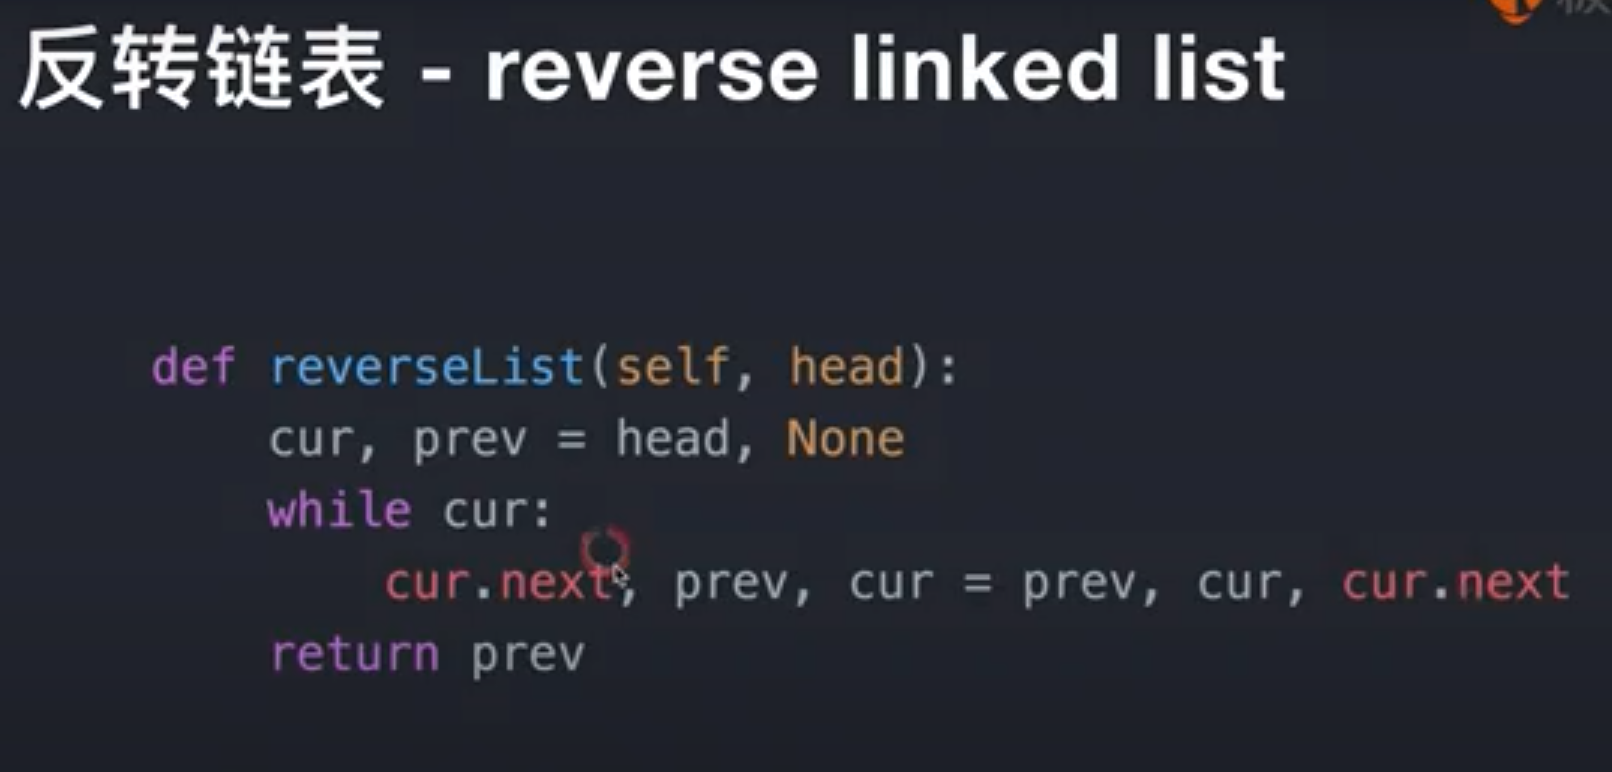 反转链表 - reverse linked list
def reverseList(self, head):
cur, prev = head, None
while cur:
cur.next, prev, cur = prev, cur, cur.next
return prev